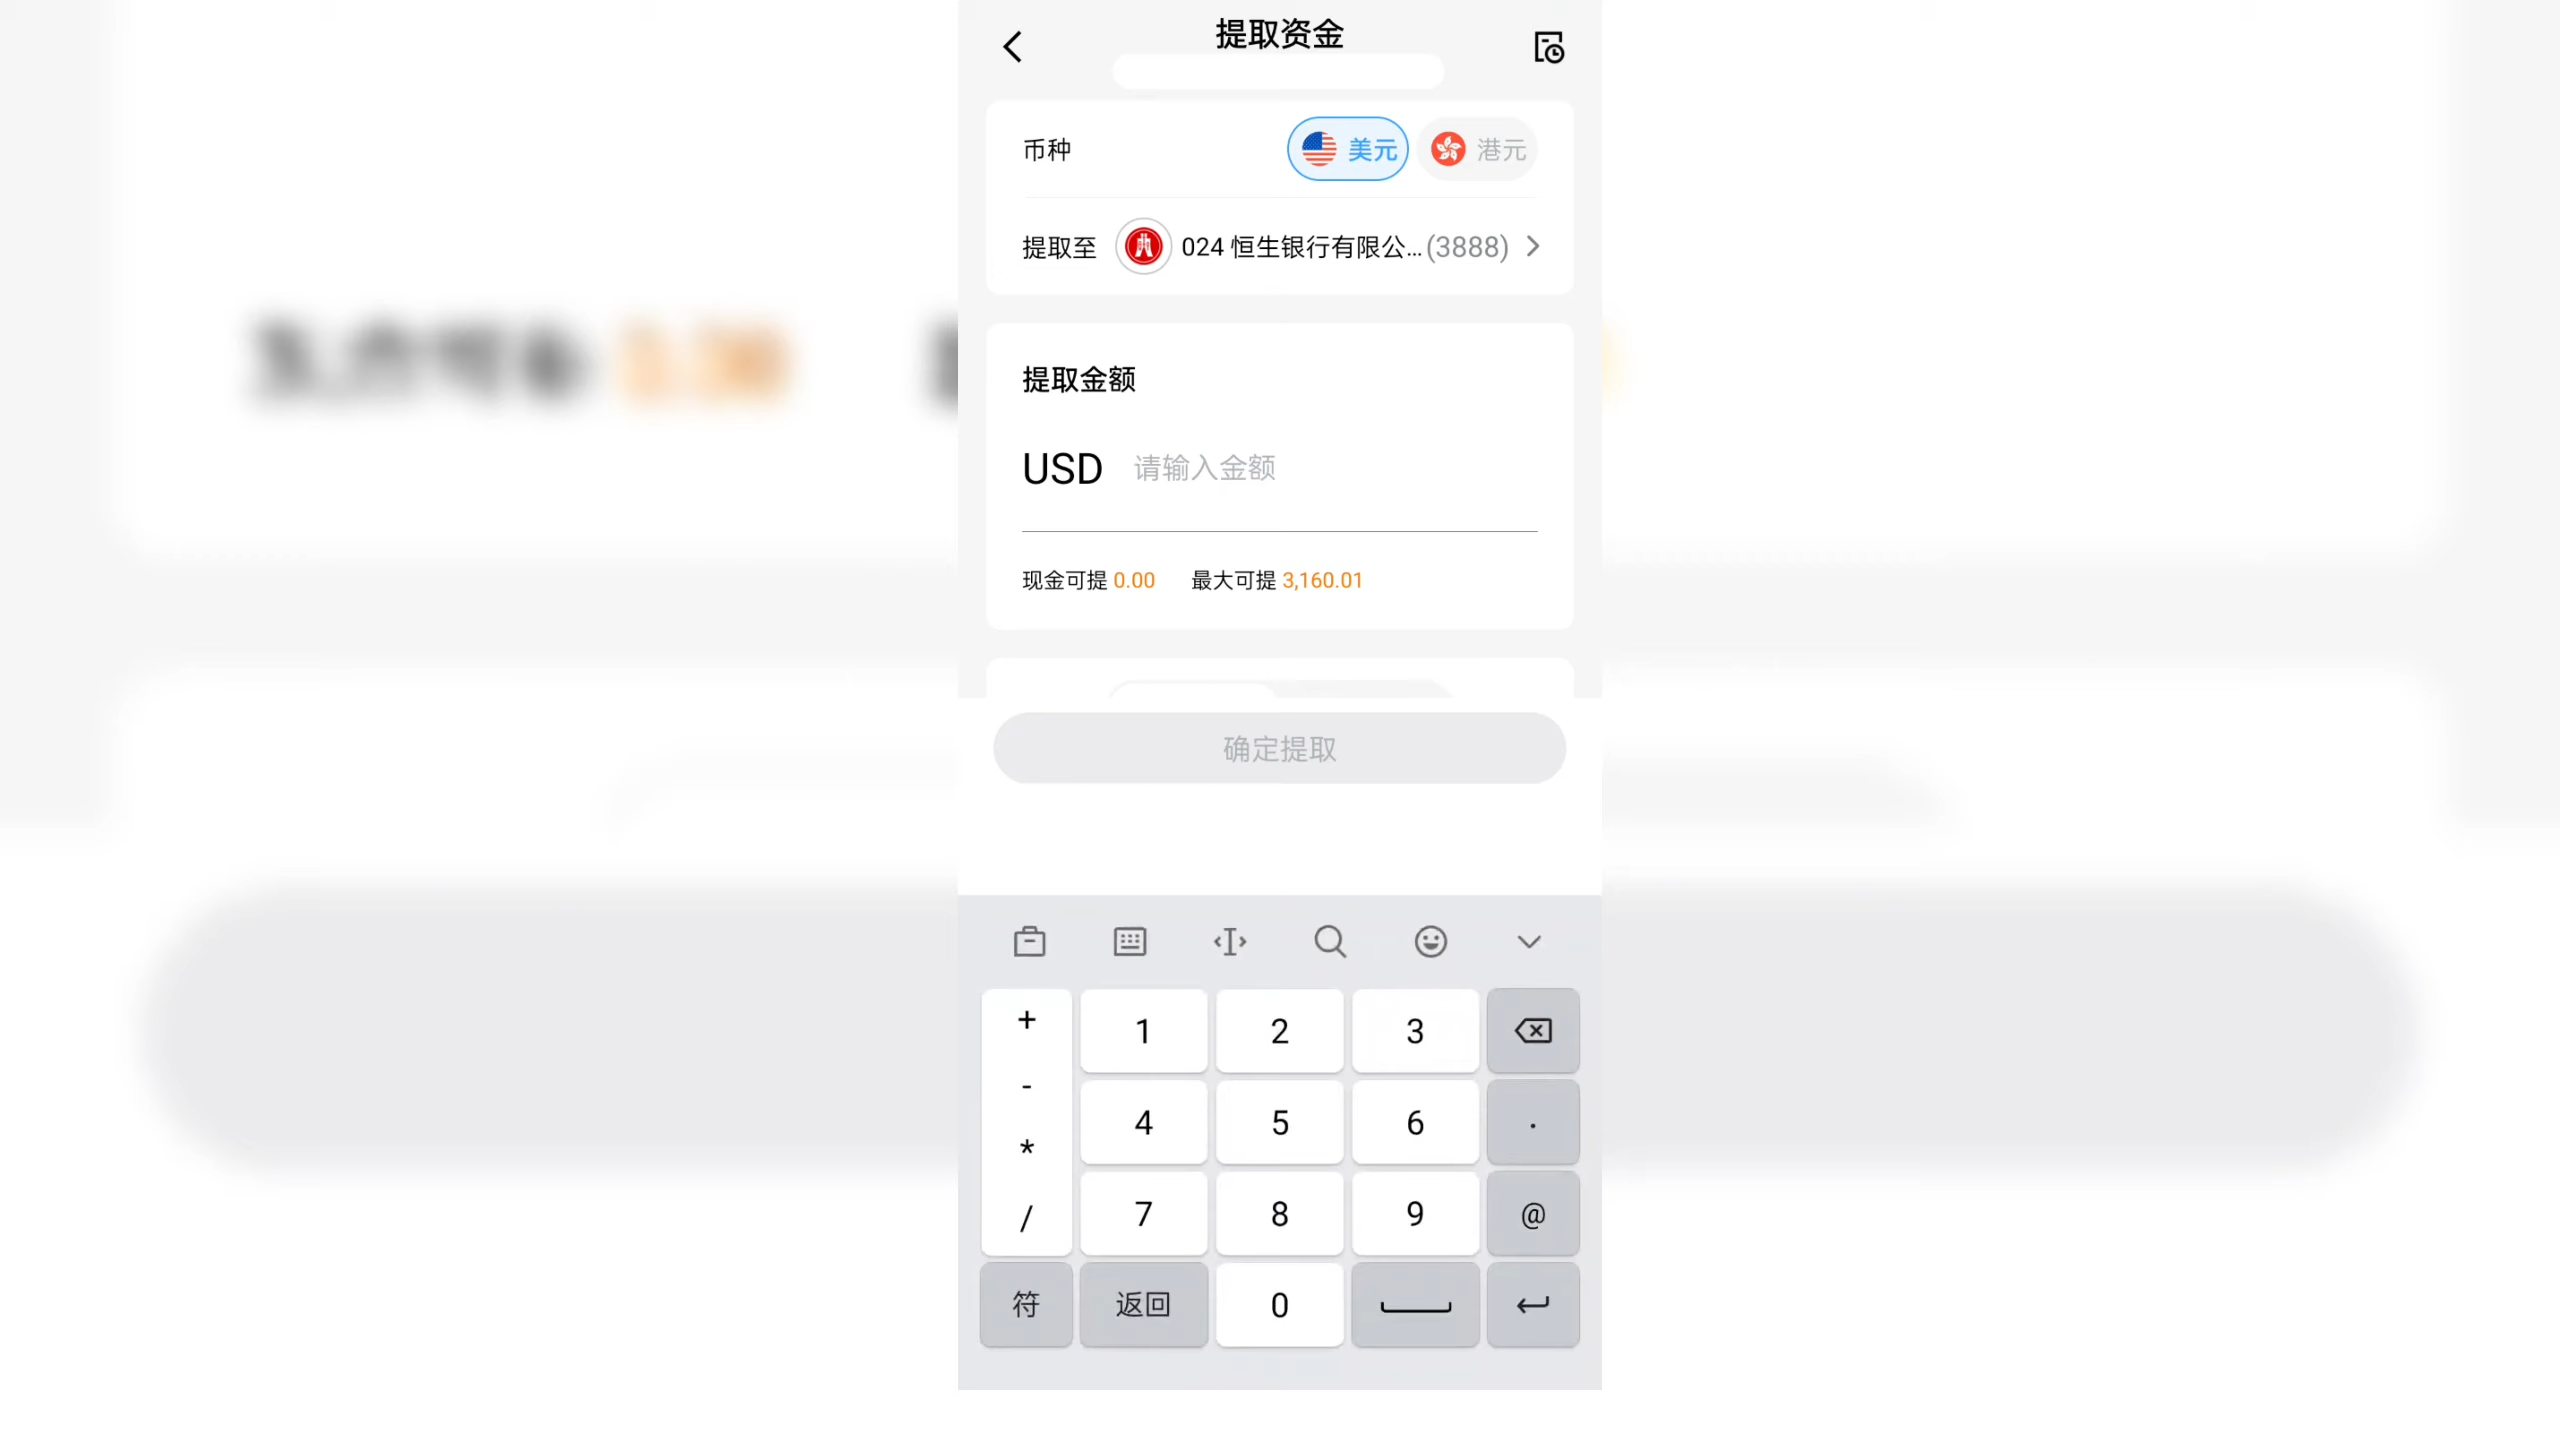 提取资金
币种 美元 港元
提取至 024 恒生银行有限公...(3888)
提取金额
USD 请输入金额
现金可提 0.00 最大可提 3,160.01
确定提取
+ 1 2 3
- 4 5 6 .
* 7 8 9 @
/
符 返回 0